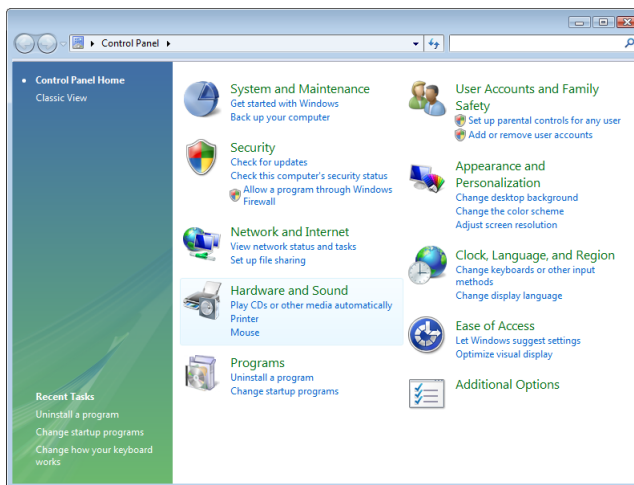 Control Panel
Control Panel Home
Classic View
System and Maintenance
Get started with Windows
Back up your computer
Security
Check for updates
Check this computer's security status
Allow a program through Windows
Firewall
Network and Internet
View network status and tasks
Set up file sharing
Hardware and Sound
Play CDs or other media automatically
Printer
Mouse
Programs
Uninstall a program
Change startup programs
User Accounts and Family
Safety
Set up parental controls for any user
Add or remove user accounts
Appearance and
Personalization
Change desktop background
Change the color scheme
Adjust screen resolution
Clock, Language, and Region
Change keyboards or other input
methods
Change display language
Ease of Access
Let Windows suggest settings
Optimize visual display
Additional Options
Recent Tasks
Uninstall a program
Change startup programs
Change how your keyboard
works